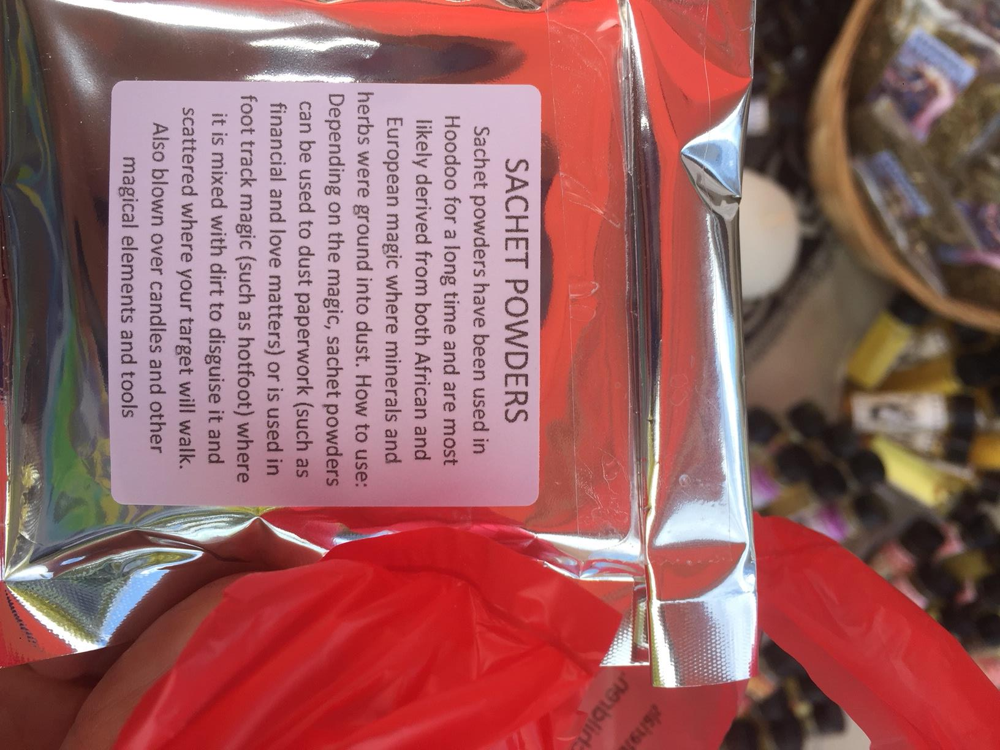 SACHET POWDERS
Sachet powders have been used in
Hoodoo for a long time and are most
likely derived from both African and
European magic where minerals and
herbs were ground into dust. How to use:
Depending on the magic, sachet powders
can be used to dust paperwork (such as
financial and love matters) or is used in
foot track magic (such as hotfoot) where
it is mixed with dirt to disguise it and
scattered where your target will walk.
Also blown over candles and other
magical elements and tools